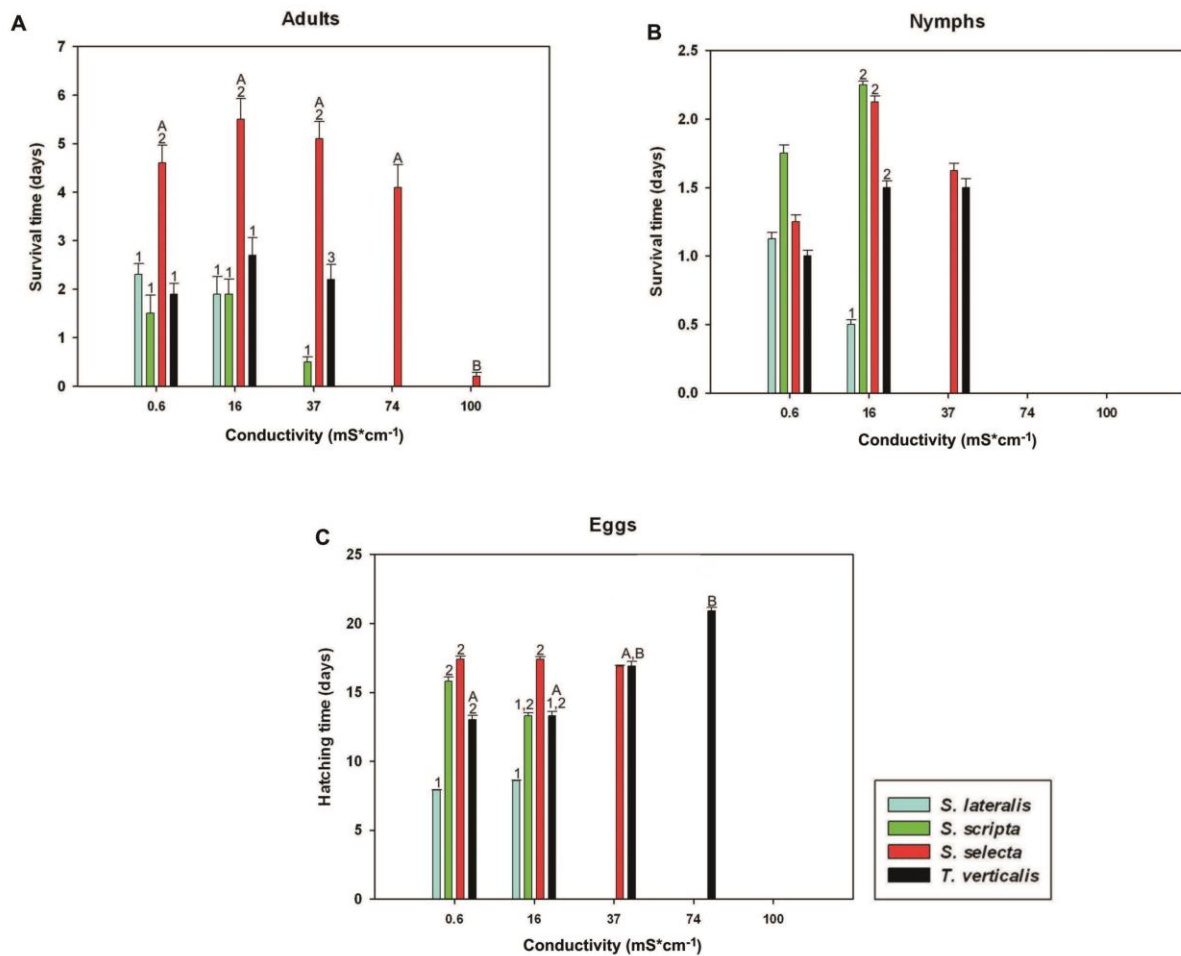 A
Adults
7
6
5
4
3
2
1
0
Survival time (days)
1
1
A
2
1
1
1
A
2
1
1
A
2
3
A
B
0.6 16 37 74 100
Conductivity (mS*cm-1)
B
Nymphs
2.5
2.0
1.5
1.0
0.5
0.0
Survival time (days)
1
2
2
2
0.6 16 37 74 100
Conductivity (mS*cm-1)
C
Eggs
25
20
15
10
5
0
Hatching time (days)
1
2
2
A
2
1
1,2
2
A
1,2
A,B
B
0.6 16 37 74 100
Conductivity (mS*cm-1)
S. lateralis
S. scripta
S. selecta
T. verticalis